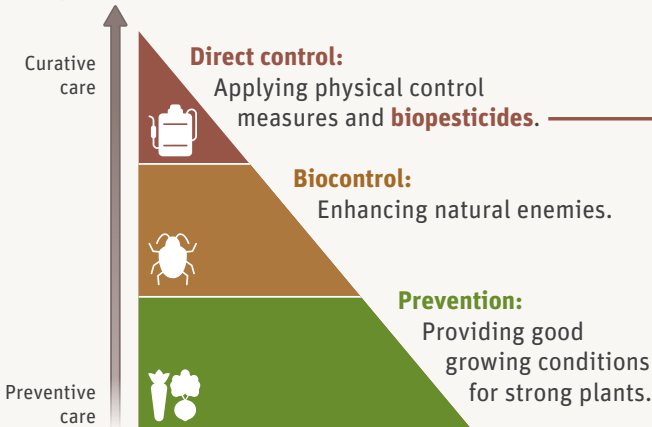 Curative
care
Direct control:
Applying physical control
measures and biopesticides.
Biocontrol:
Enhancing natural enemies.
Prevention:
Providing good
growing conditions
for strong plants.
Preventive
care